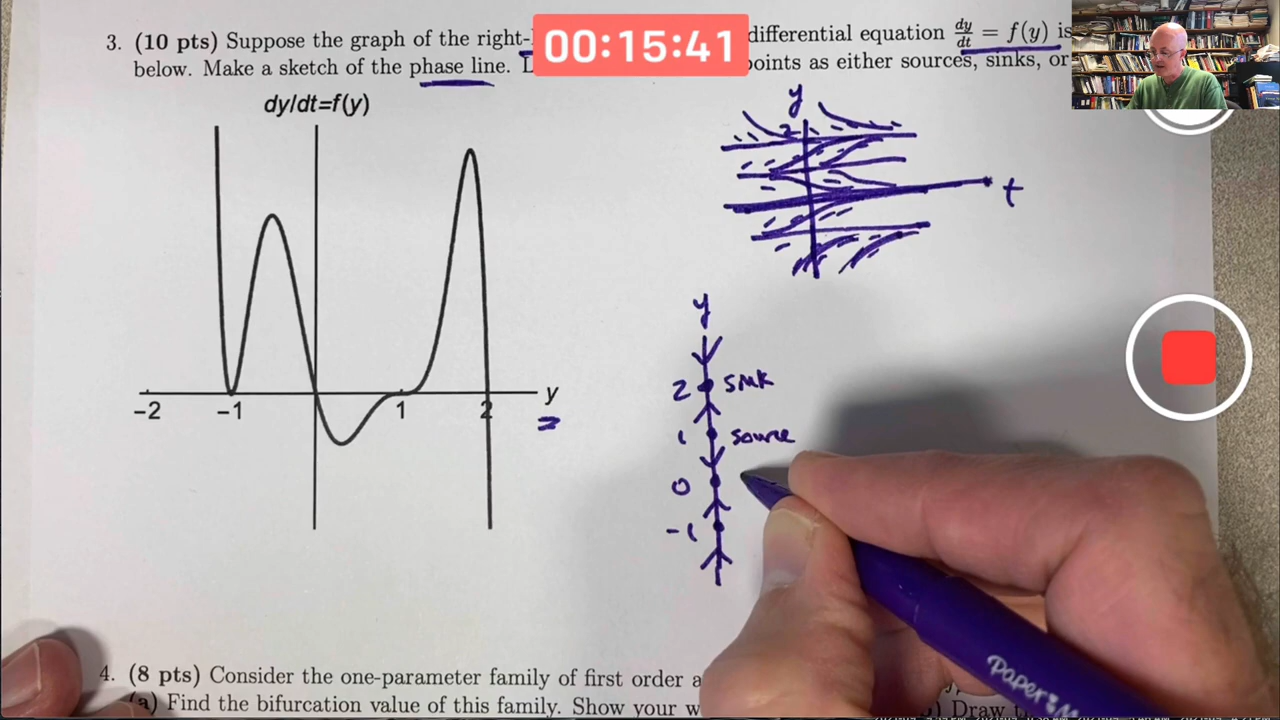 3. (10 pts) Suppose the graph of the right- differential equation dy/dt = f(y) is
below. Make a sketch of the phase line. points as either sources, sinks, or
00:15:41
dy/dt=f(y)
y
2
t
-2 -1 1 2 y
y
2 sink
1 source
0
-1
Paper M
4. (8 pts) Consider the one-parameter family of first order
(a) Find the bifurcation value of this family. Show your Draw